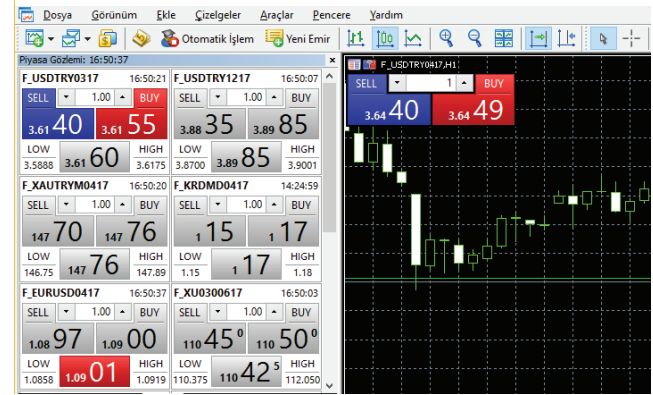 Dosya Görünüm Ekle Çizelgeler Araçlar Pencere Yardım
Otomatik İşlem Yeni Emir
Piyasa Gözlemi: 16:50:37 ×
F_USDTRY0317 16:50:21 F_USDTRY1217 16:50:07
SELL 1.00 BUY SELL 1.00 BUY
3.61 40 3.61 55 3.88 35 3.89 85
LOW 3.61 60 HIGH LOW 3.89 85 HIGH
3.5888 3.6175 3.8700 3.9001
F_XAUTRYM0417 16:50:20 F_KRDMD0417 14:24:59
SELL 1.00 BUY SELL 1.00 BUY
147 70 147 76 1 15 1 17
LOW 147 76 HIGH LOW 1 17 HIGH
146.75 147.89 1.15 1.18
F_EURUSD0417 16:50:37 F_XU0300617 16:50:03
SELL 1.00 BUY SELL 1.00 BUY
1.08 97 1.09 00 110 45 0 110 50 0
LOW 1.09 01 HIGH LOW 110 42 5 HIGH
1.0858 1.0919 110.375 112.050
F_USDTRY0417,H1
SELL 1 BUY
3.64 40 3.64 49